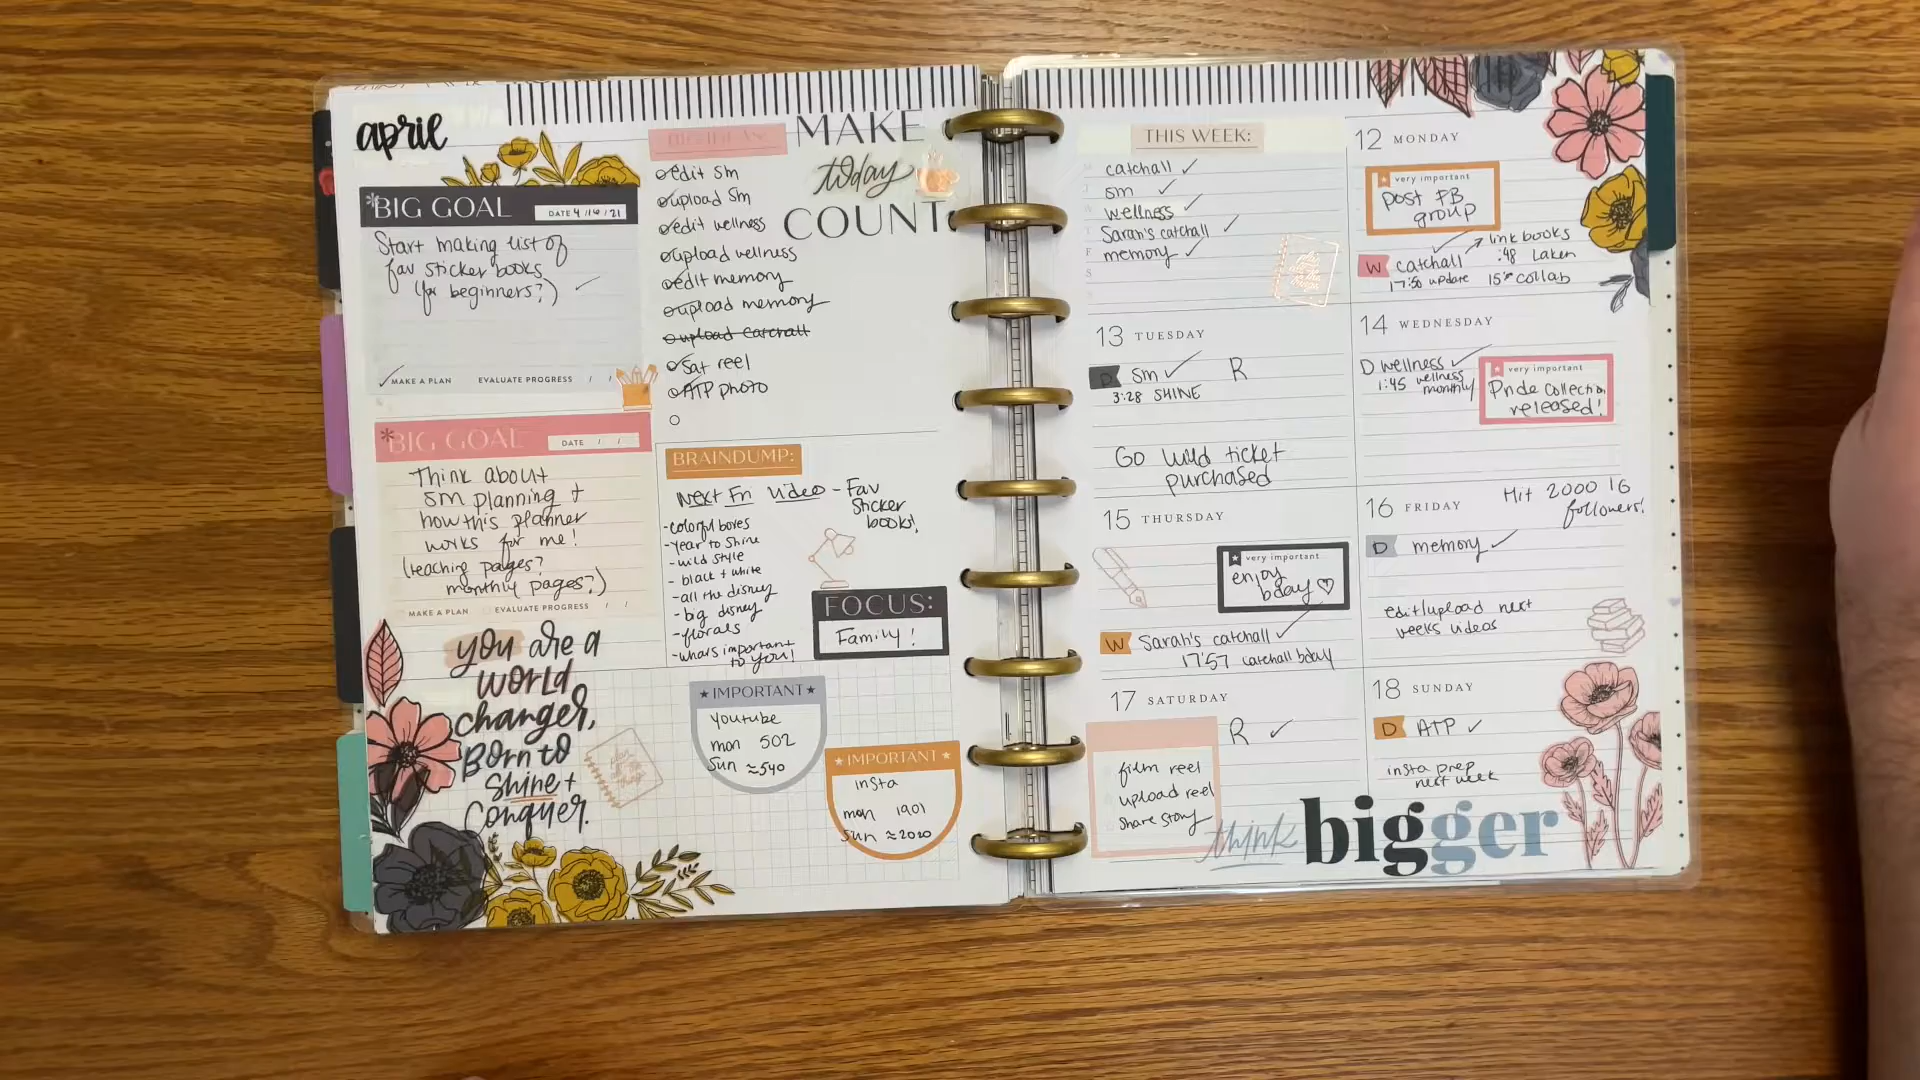 april
*BIG GOAL DATE 4/16/21
Start making list of
fav sticker books
(for beginners?) ✓
✓ MAKE A PLAN EVALUATE PROGRESS / /
*BIG GOAL DATE / /
Think about
sm planning +
how this planner
works for me!
(teaching pages?
monthly pages?)
MAKE A PLAN EVALUATE PROGRESS / /
you are a
world
changer,
Born to
Shine +
Conquer.
BIG IDEAS:
edit sm
upload sm
edit wellness
upload wellness
edit memory
upload memory
upload catchall
Sat reel
ATP photo
MAKE
today
COUNT
BRAINDUMP:
Next Fri video - Fav
Sticker
books!
- colorful boxes
- year to shine
- wild style
- black + white
- all the disney
- big disney
- florals
- whats important
to you!
FOCUS:
Family!
★ IMPORTANT ★
youtube
mon 502
Sun ≈540
★ IMPORTANT ★
insta
mon 1901
Sun ≈2020
THIS WEEK:
catchall ✓
sm ✓
wellness ✓
Sarah's catchall ✓
memory ✓
12 MONDAY
very important
post FB
group
W catchall ✓
17:50 update
link books
:48 Laken
collab
13 TUESDAY
D sm ✓ R
3:28 SHINE
Go wild ticket
purchased
14 WEDNESDAY
D wellness ✓
1:45 wellness
monthly
very important
Pride Collection
released!
15 THURSDAY
very important
enjoy
bday ♡
W Sarah's catchall ✓
17:57 catchall bday
16 FRIDAY
Hit 2000 IG
followers!
D memory ✓
edit/upload next
weeks videos
17 SATURDAY
R ✓
film reel
upload reel
share story
18 SUNDAY
D ATP ✓
insta prep
next week
think bigger